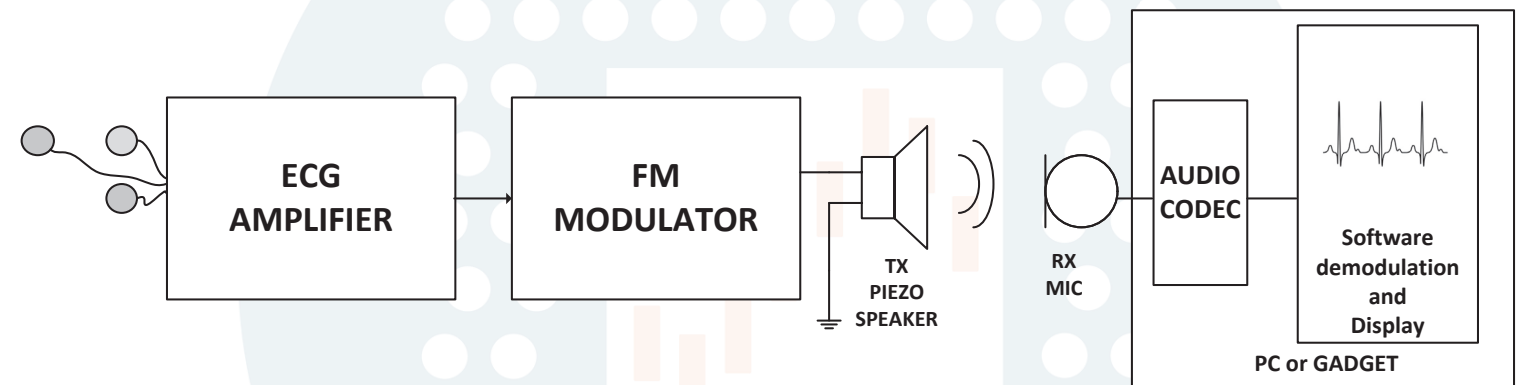 ECG
AMPLIFIER
FM
MODULATOR
TX
PIEZO
SPEAKER
RX
MIC
AUDIO
CODEC
Software
demodulation
and
Display
PC or GADGET